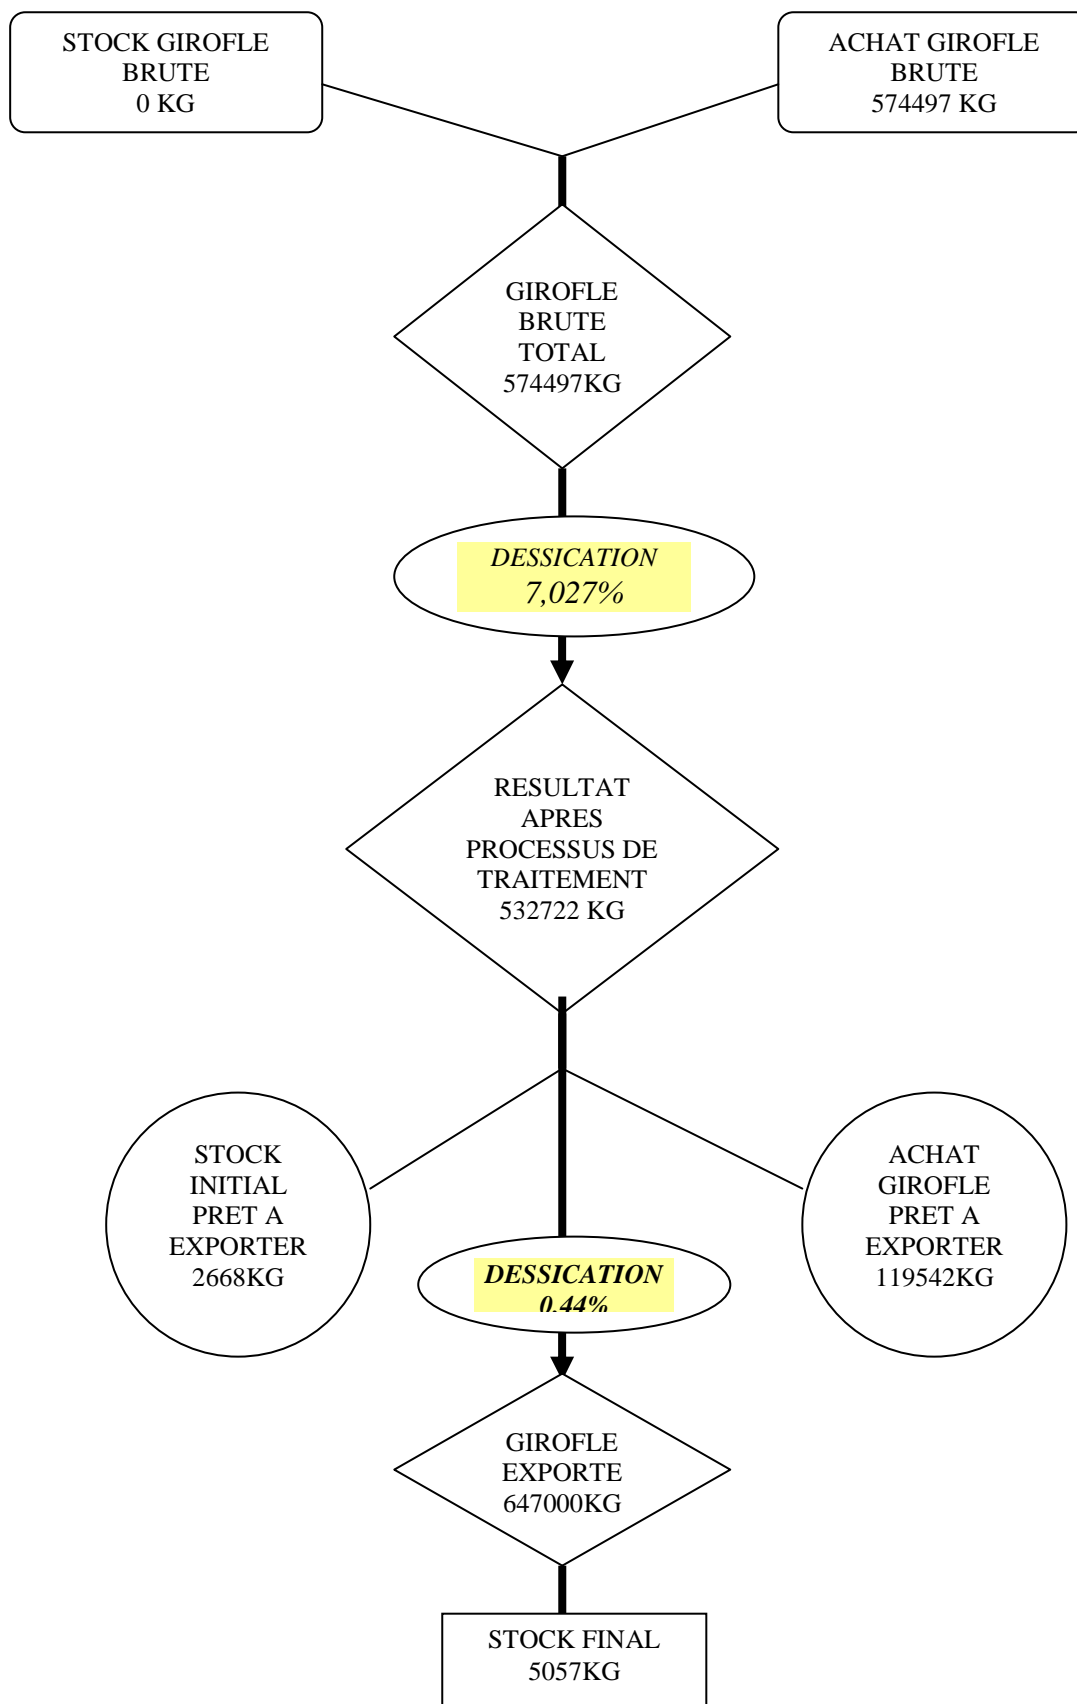 STOCK GIROFLE
BRUTE
0 KG
ACHAT GIROFLE
BRUTE
574497 KG
GIROFLE
BRUTE
TOTAL
574497KG
DESSICATION
7,027%
RESULTAT
APRES
PROCESSUS DE
TRAITEMENT
532722 KG
STOCK
INITIAL
PRET A
EXPORTER
2668KG
ACHAT
GIROFLE
PRET A
EXPORTER
119542KG
DESSICATION
0,44%
GIROFLE
EXPORTE
647000KG
STOCK FINAL
5057KG